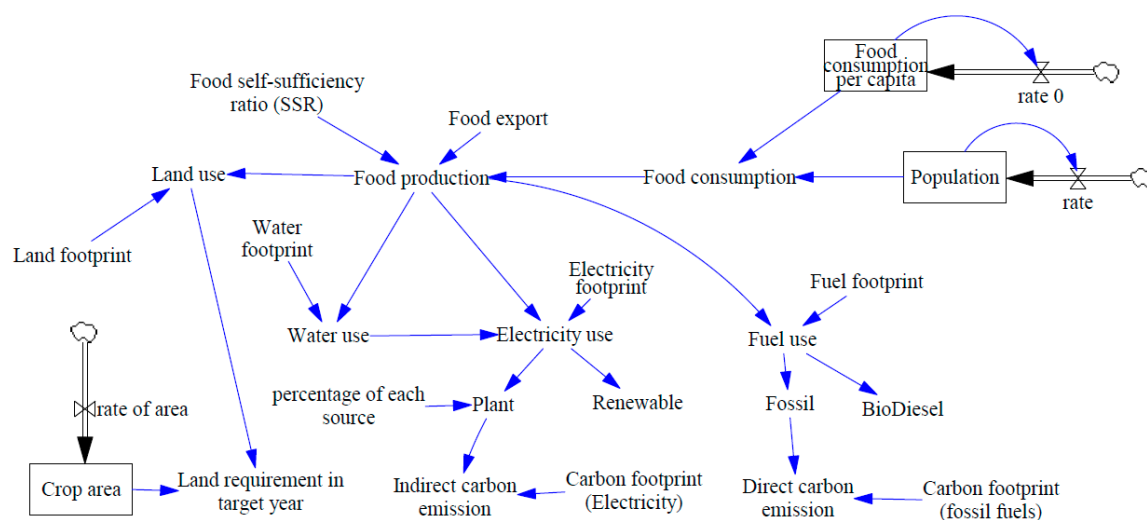 Food
consumption
per capita
rate 0
Food self-sufficiency
ratio (SSR)
Food export
Land use
Food production
Food consumption
Population
rate
Water
footprint
Land footprint
Electricity
footprint
Fuel footprint
Water use
Electricity use
Fuel use
percentage of each
source
Plant
Renewable
Fossil
BioDiesel
rate of area
Crop area
Land requirement in
target year
Indirect carbon
emission
Carbon footprint
(Electricity)
Direct carbon
emission
Carbon footprint
(fossil fuels)